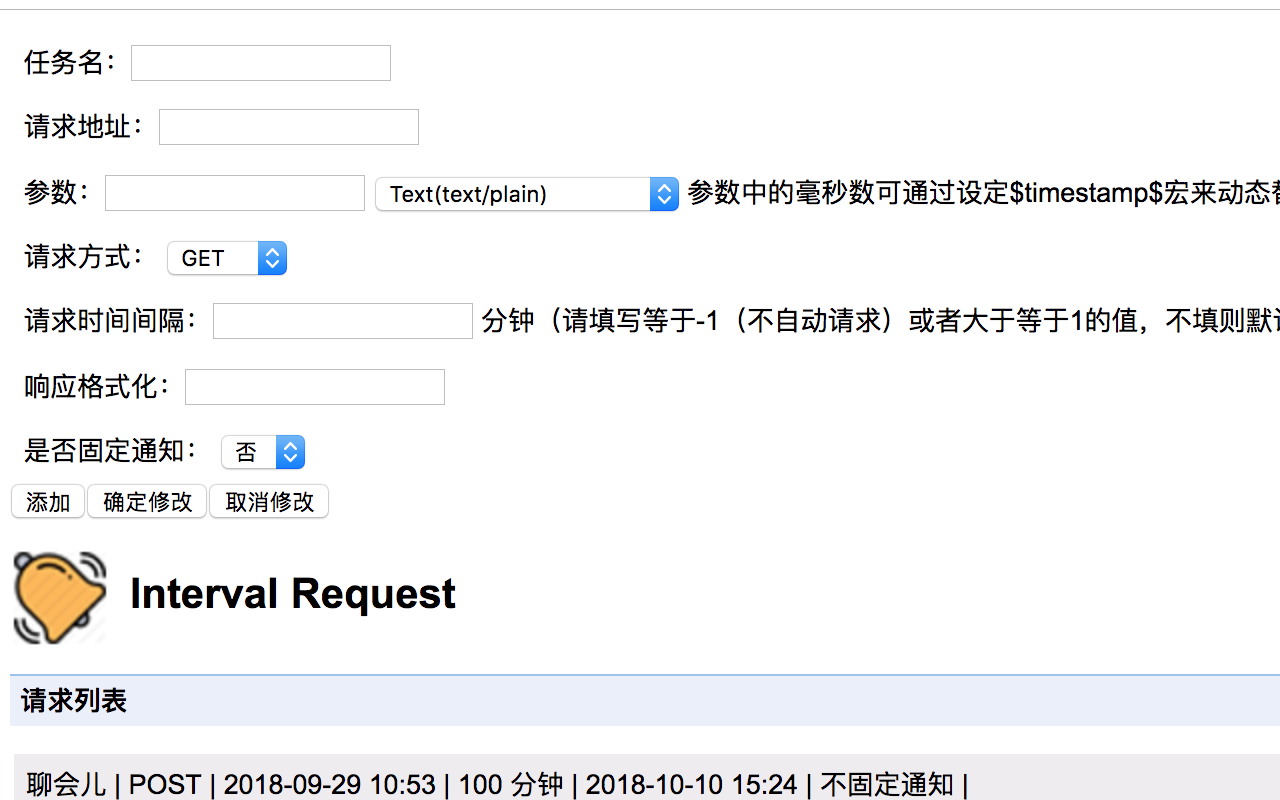 任务名：
请求地址：
参数： Text(text/plain) 参数中的毫秒数可通过设定$timestamp$宏来动态
请求方式： GET
请求时间间隔： 分钟（请填写等于-1（不自动请求）或者大于等于1的值，不填则默
响应格式化：
是否固定通知： 否
添加 确定修改 取消修改
Interval Request
请求列表
聊会儿 | POST | 2018-09-29 10:53 | 100 分钟 | 2018-10-10 15:24 | 不固定通知 |